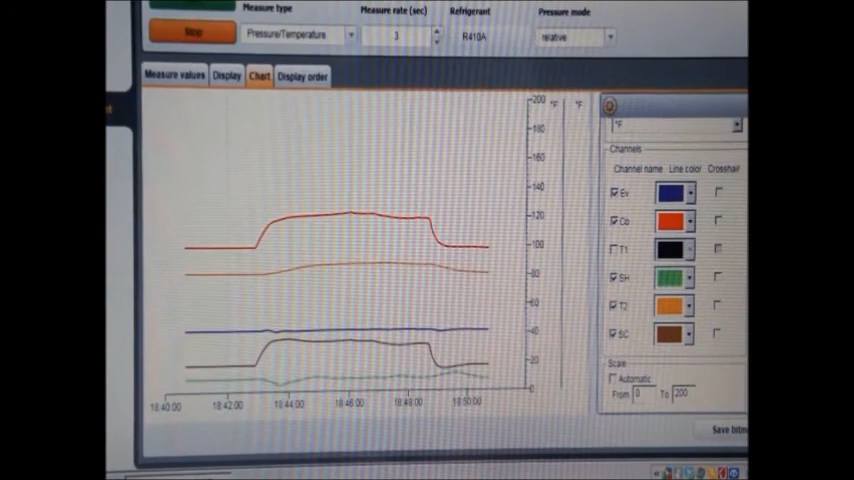 Measure type Measure rate (sec) Refrigerant Pressure mode
Stop Pressure/Temperature 3 R410A relative
Measure values Display Chart Display order
200 °F °F
180
160
140
120
100
80
60
40
20
0
18:40:00 18:42:00 18:44:00 18:46:00 18:48:00 18:50:00
°F
Channels
Channel name Line color Crosshair
Ev
Co
T1
SH
T2
SC
Scale
Automatic
From 0 To 200
Save bitm